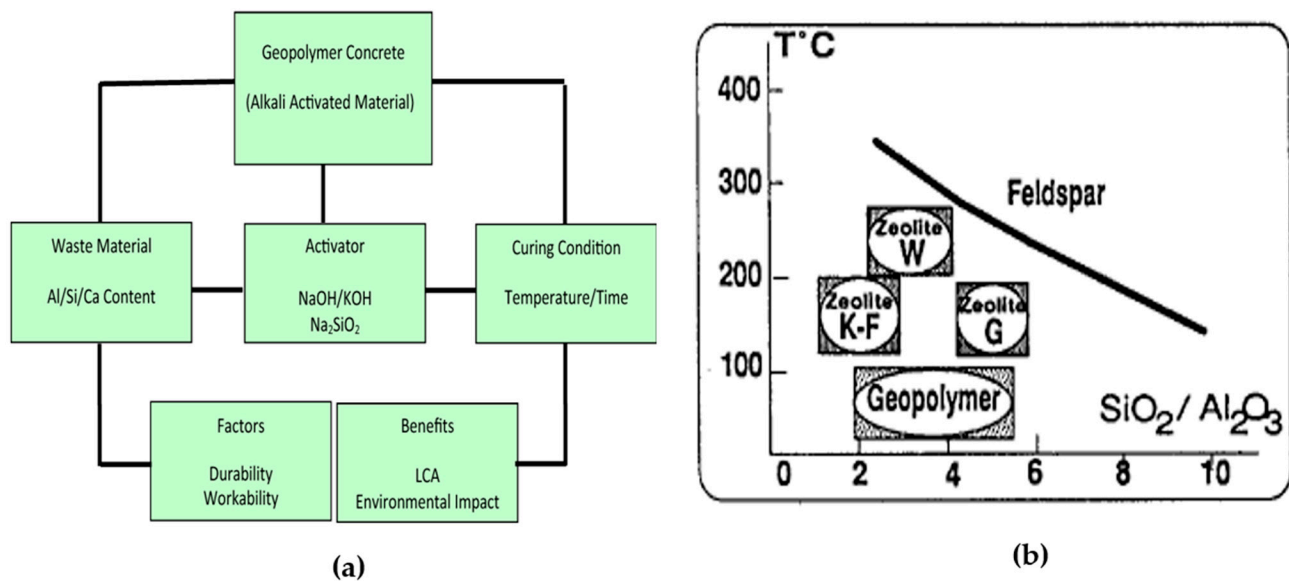 Geopolymer Concrete
(Alkali Activated Material)
Waste Material
Al/Si/Ca Content
Activator
NaOH/KOH
Na₂SiO₂
Curing Condition
Temperature/Time
Factors
Durability
Workability
Benefits
LCA
Environmental Impact
(a)
T°C
400
300
200
100
Feldspar
Zeolite
W
Zeolite
K-F
Zeolite
G
Geopolymer
SiO₂/ Al₂O₃
0 2 4 6 8 10
(b)